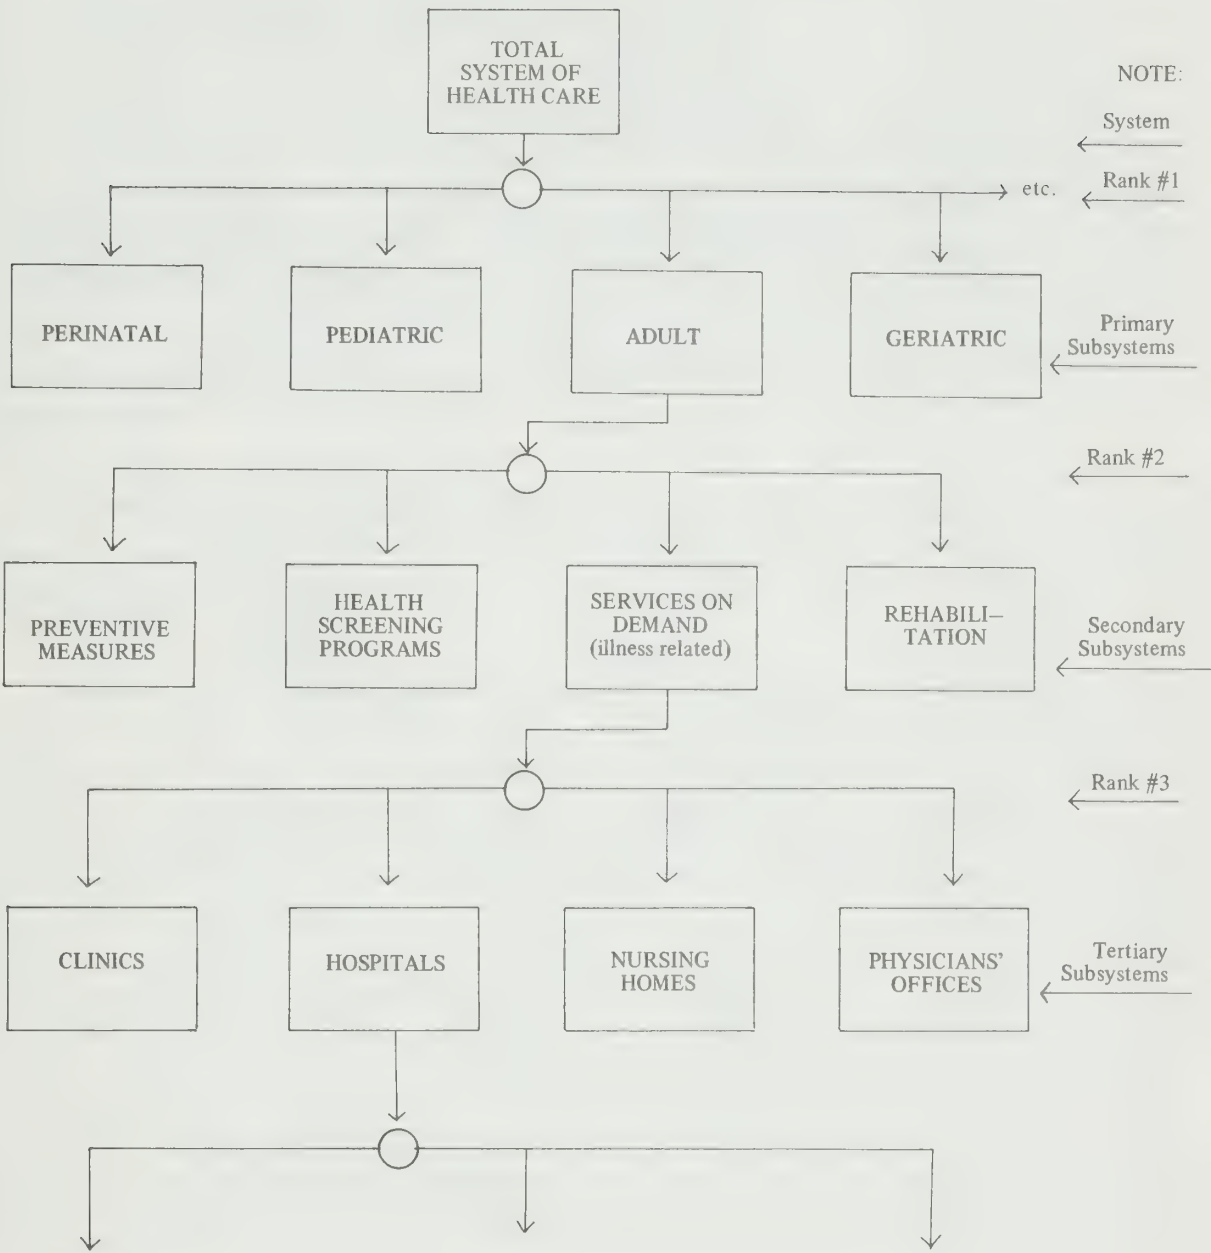 TOTAL
SYSTEM OF
HEALTH CARE
NOTE:
System
etc.
Rank #1
PERINATAL
PEDIATRIC
ADULT
GERIATRIC
Primary
Subsystems
Rank #2
PREVENTIVE
MEASURES
HEALTH
SCREENING
PROGRAMS
SERVICES ON
DEMAND
(illness related)
REHABILI–
TATION
Secondary
Subsystems
Rank #3
CLINICS
HOSPITALS
NURSING
HOMES
PHYSICIANS'
OFFICES
Tertiary
Subsystems